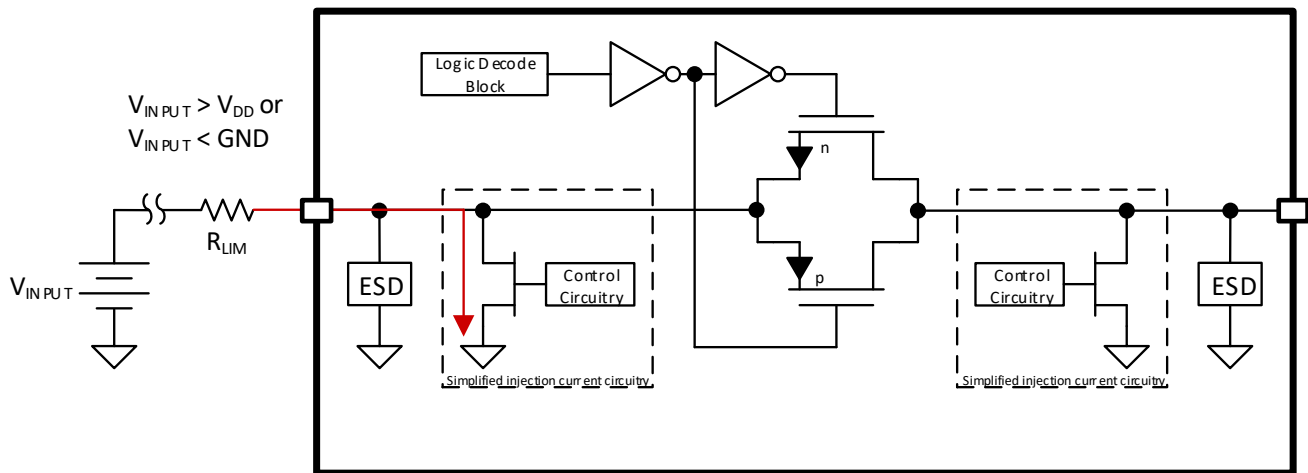 Logic Decode
Block
V_INPUT > V_DD or
V_INPUT < GND
n
R_LIM
V_INPUT
ESD
Control
Circuitry
p
Control
Circuitry
ESD
Simplified injection current circuitry
Simplified injection current circuitry